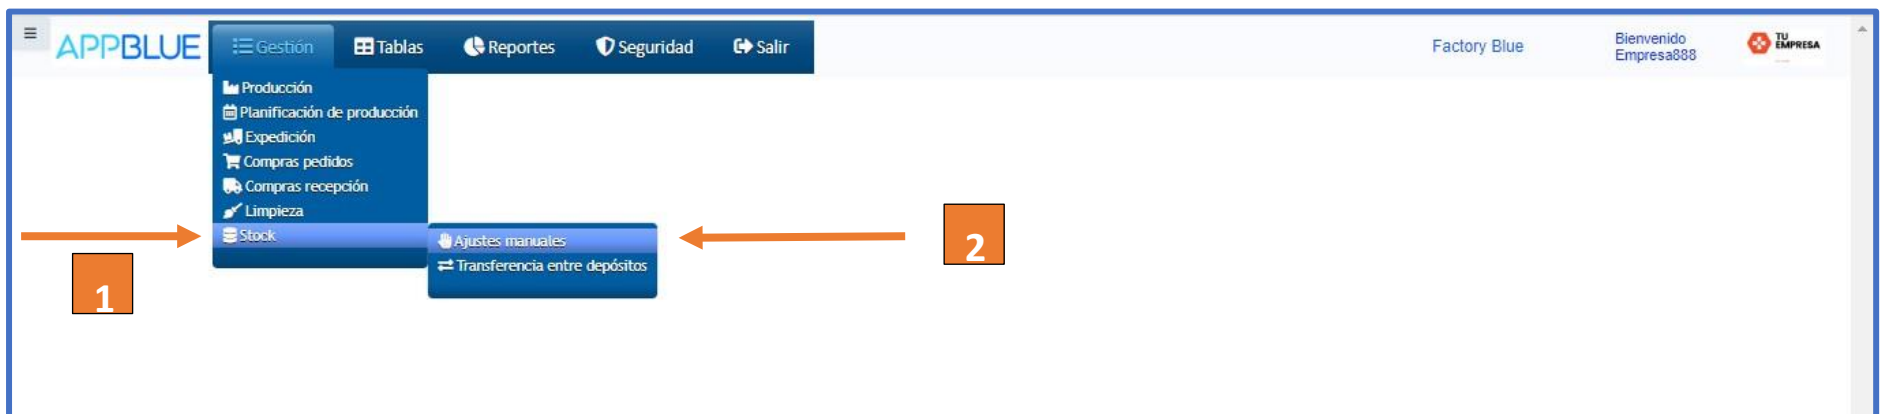 APPBLUE
Gestión
Tablas
Reportes
Seguridad
Salir
Factory Blue
Bienvenido
Empresa888
TU
EMPRESA
Producción
Planificación de producción
Expedición
Compras pedidos
Compras recepción
Limpieza
Stock
Ajustes manuales
Transferencia entre depósitos
1
2